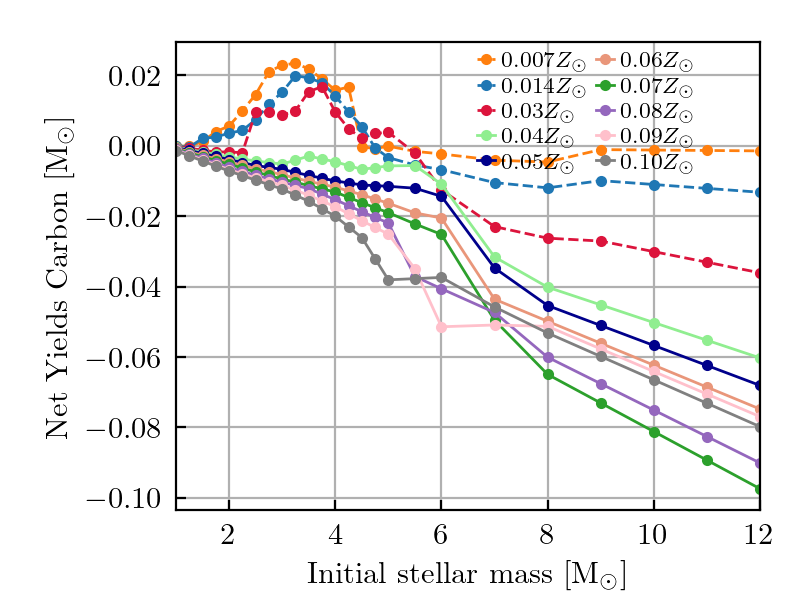 0.007Z⊙ 0.06Z⊙
0.014Z⊙ 0.07Z⊙
0.03Z⊙ 0.08Z⊙
0.04Z⊙ 0.09Z⊙
0.05Z⊙ 0.10Z⊙
Net Yields Carbon [M⊙]
0.02
0.00
−0.02
−0.04
−0.06
−0.08
−0.10
2 4 6 8 10 12
Initial stellar mass [M⊙]